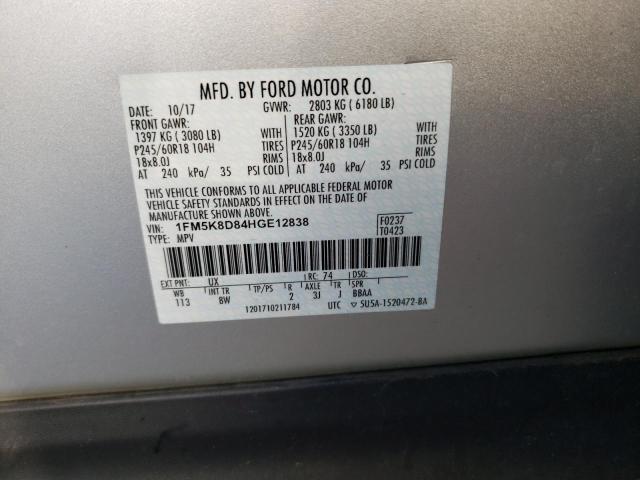 MFD. BY FORD MOTOR CO.
DATE: 10/17 GVWR: 2803 KG ( 6180 LB)
FRONT GAWR: REAR GAWR:
1397 KG ( 3080 LB) WITH 1520 KG ( 3350 LB) WITH
P245/60R18 104H TIRES P245/60R18 104H TIRES
18x8.0J RIMS 18x8.0J RIMS
AT 240 kPa/ 35 PSI COLD AT 240 kPa/ 35 PSI COLD
THIS VEHICLE CONFORMS TO ALL APPLICABLE FEDERAL MOTOR
VEHICLE SAFETY STANDARDS IN EFFECT ON THE DATE OF
MANUFACTURE SHOWN ABOVE.
VIN: 1FM5K8D84HGE12838 F0237
TYPE: MPV T0423
EXT PNT: UX RC: 74 DSO:
WB INT TR TP/PS R AXLE TR SPR
113 BW 2 3J J BBAA
1201710211784 UTC ▽ 5U5A-1520472-BA